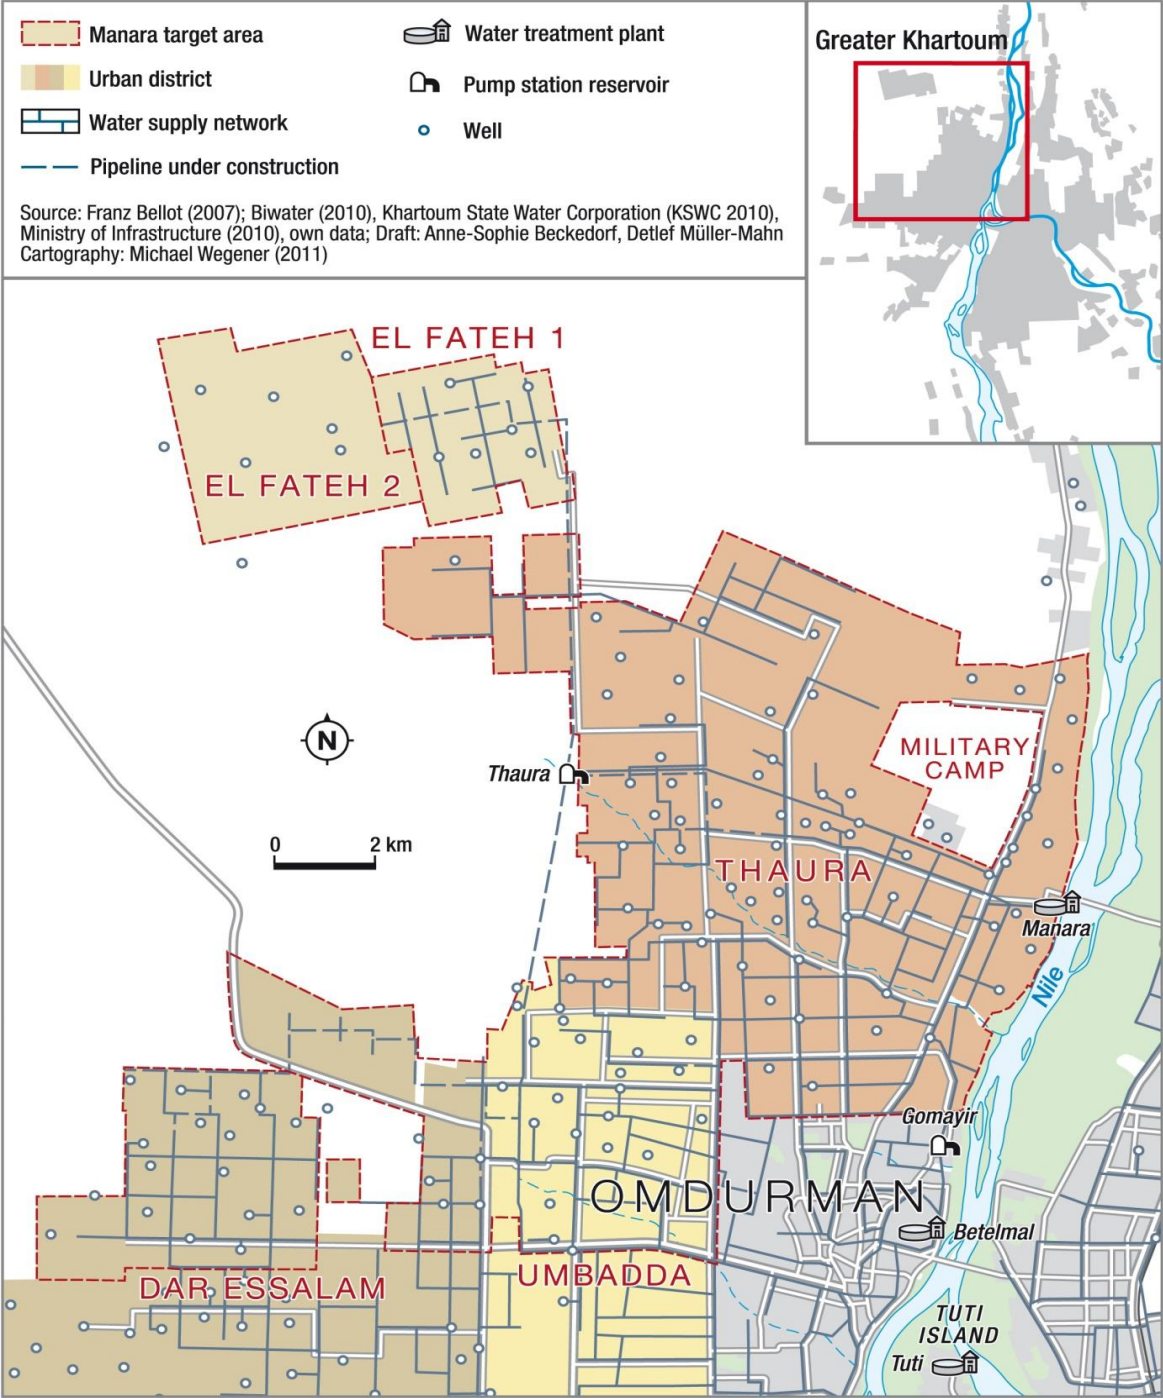 Manara target area
Urban district
Water supply network
Pipeline under construction
Water treatment plant
Pump station reservoir
Well
Source: Franz Bellot (2007); Biwater (2010), Khartoum State Water Corporation (KSWC 2010),
Ministry of Infrastructure (2010), own data; Draft: Anne-Sophie Beckedorf, Detlef Müller-Mahn
Cartography: Michael Wegener (2011)
Greater Khartoum
EL FATEH 1
EL FATEH 2
N
0 2 km
MILITARY
CAMP
Thaura
THAURA
Manara
Nile
Gomayir
OMDURMAN
Betelmal
UMBADDA
DAR ESSALAM
TUTI
ISLAND
Tuti